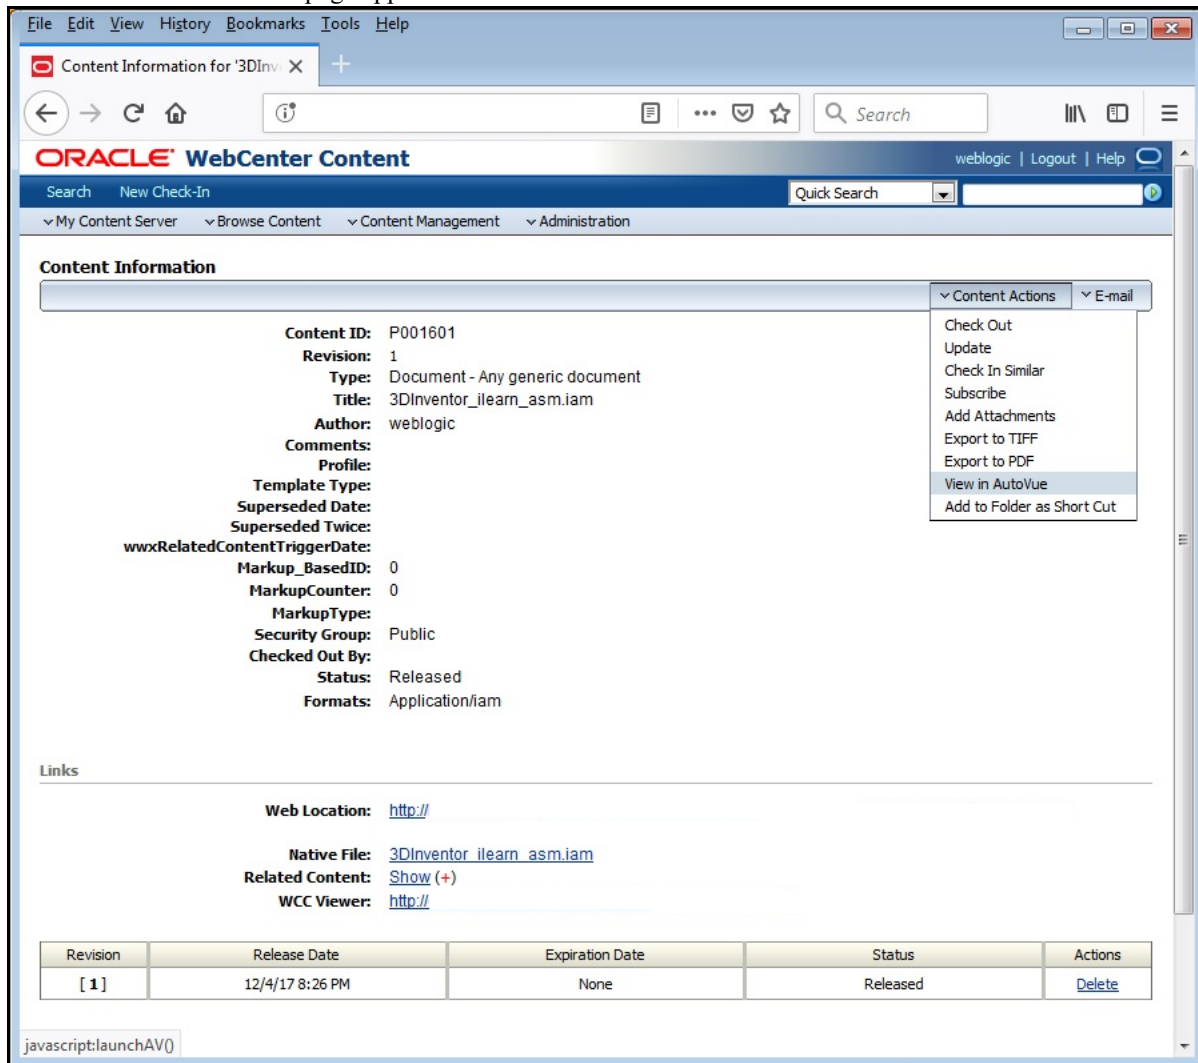 File Edit View History Bookmarks Tools Help
Content Information for '3DInv
Search
ORACLE WebCenter Content
weblogic | Logout | Help
Search New Check-In
Quick Search
My Content Server Browse Content Content Management Administration
Content Information
Content Actions E-mail
Check Out
Update
Check In Similar
Subscribe
Add Attachments
Export to TIFF
Export to PDF
View in AutoVue
Add to Folder as Short Cut
Content ID: P001601
Revision: 1
Type: Document - Any generic document
Title: 3DInventor_ilearn_asm.iam
Author: weblogic
Comments:
Profile:
Template Type:
Superseded Date:
Superseded Twice:
wwxRelatedContentTriggerDate:
Markup_BasedID: 0
MarkupCounter: 0
MarkupType:
Security Group: Public
Checked Out By:
Status: Released
Formats: Application/iam
Links
Web Location: http://
Native File: 3DInventor_ilearn_asm.iam
Related Content: Show (+)
WCC Viewer: http://
Revision Release Date Expiration Date Status Actions
[ 1 ] 12/4/17 8:26 PM None Released Delete
javascript:launchAV()